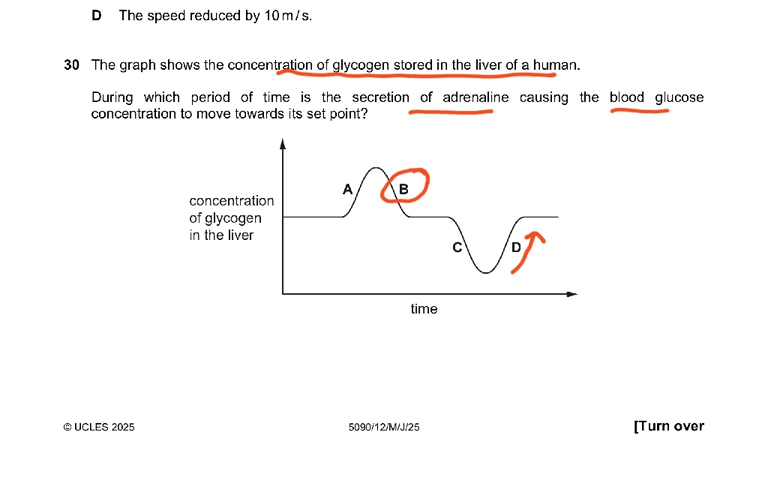 D The speed reduced by 10 m / s.
30 The graph shows the concentration of glycogen stored in the liver of a human.
During which period of time is the secretion of adrenaline causing the blood glucose
concentration to move towards its set point?
A
B
concentration
of glycogen
in the liver
C
D
time
© UCLES 2025
5090/12/M/J/25
[Turn over